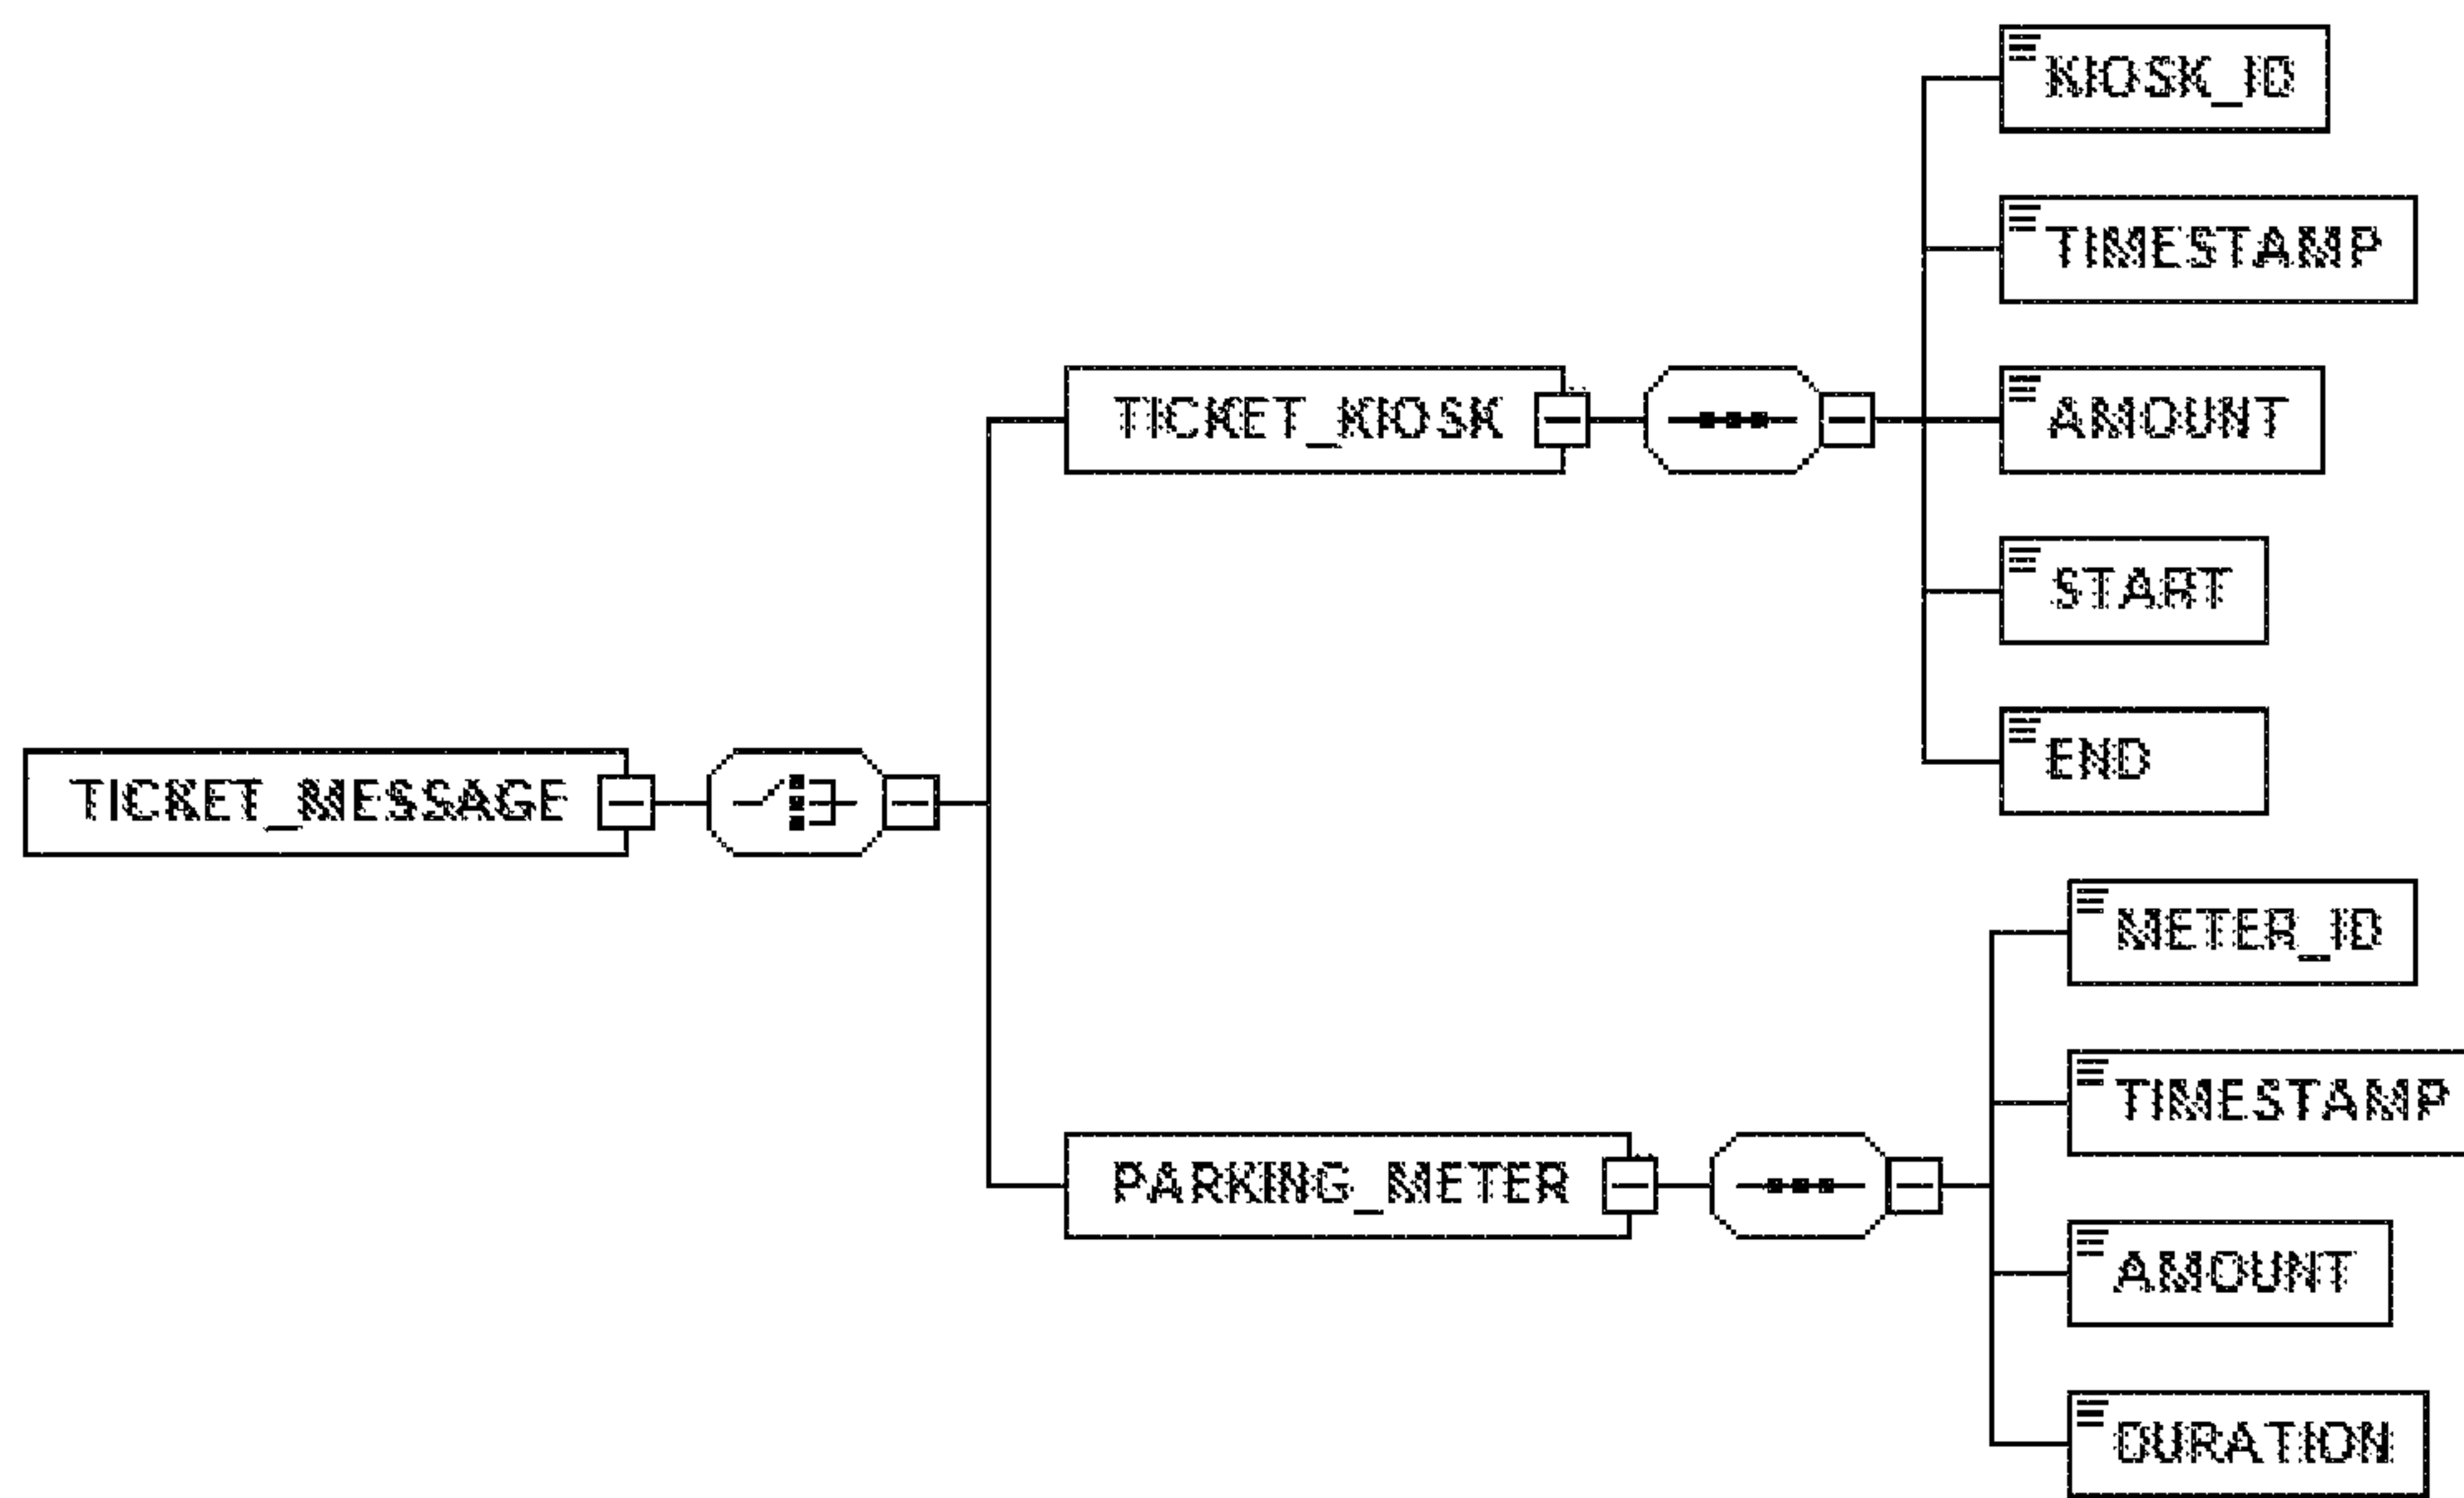 KIOSK_ID
TIMESTAMP
TICKET_KIOSK
AMOUNT
START
END
TICKET_MESSAGE
METER_ID
TIMESTAMP
PARKING_METER
AMOUNT
DURATION